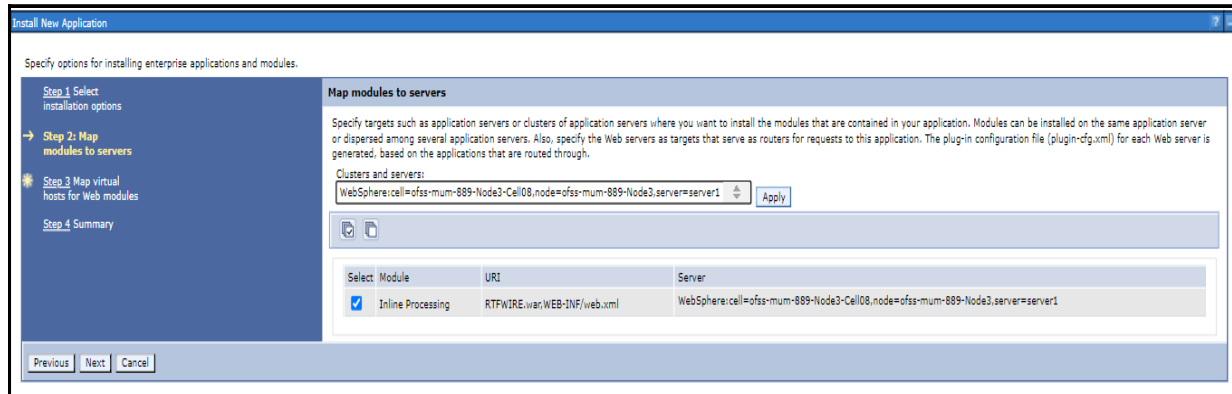 Install New Application
? –
Specify options for installing enterprise applications and modules.
Step 1 Select
installation options
Step 2: Map
modules to servers
Step 3 Map virtual
hosts for Web modules
Step 4 Summary
Map modules to servers
Specify targets such as application servers or clusters of application servers where you want to install the modules that are contained in your application. Modules can be installed on the same application server
or dispersed among several application servers. Also, specify the Web servers as targets that serve as routers for requests to this application. The plug-in configuration file (plugin-cfg.xml) for each Web server is
generated, based on the applications that are routed through.
Clusters and servers:
WebSphere:cell=ofss-mum-889-Node3-Cell08,node=ofss-mum-889-Node3,server=server1
Apply
Select Module URI Server
Inline Processing RTFWIRE.war,WEB-INF/web.xml WebSphere:cell=ofss-mum-889-Node3-Cell08,node=ofss-mum-889-Node3,server=server1
Previous Next Cancel